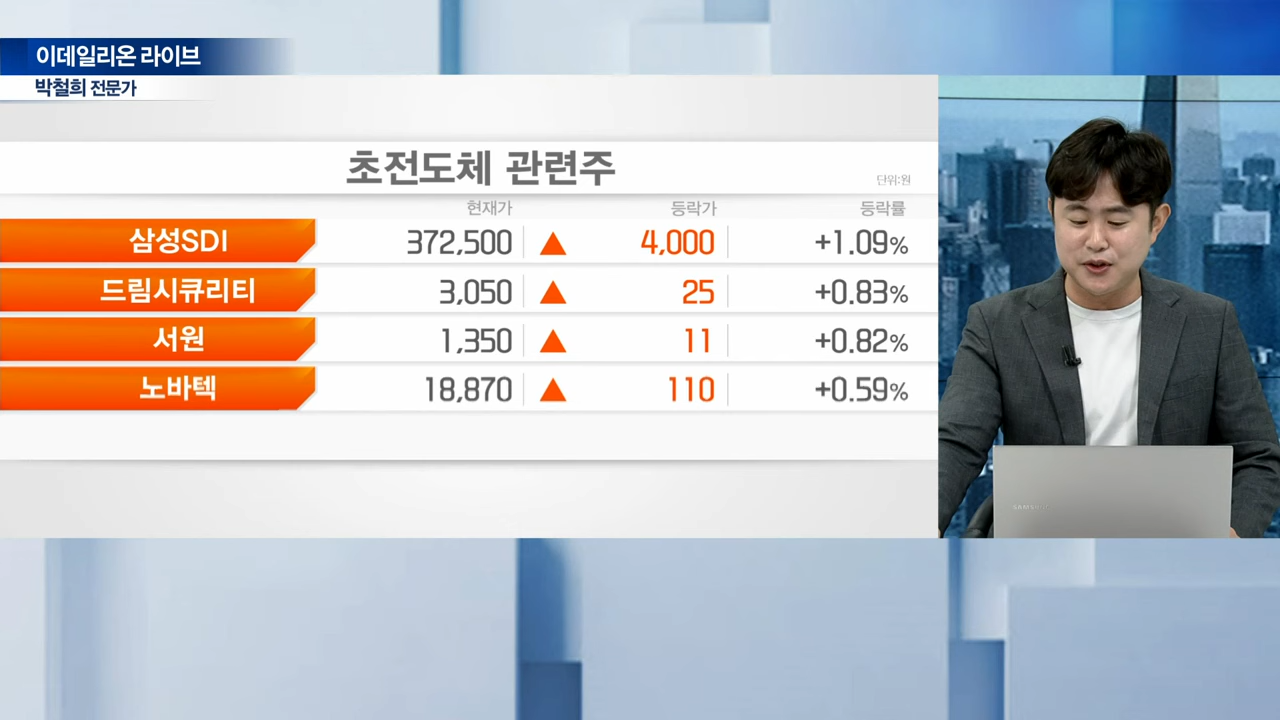 이데일리온 라이브
박철희 전문가
초전도체 관련주
단위:원
현재가 등락가 등락률
삼성SDI 372,500 ▲ 4,000 +1.09%
드림시큐리티 3,050 ▲ 25 +0.83%
서원 1,350 ▲ 11 +0.82%
노바텍 18,870 ▲ 110 +0.59%
SAMSUNG